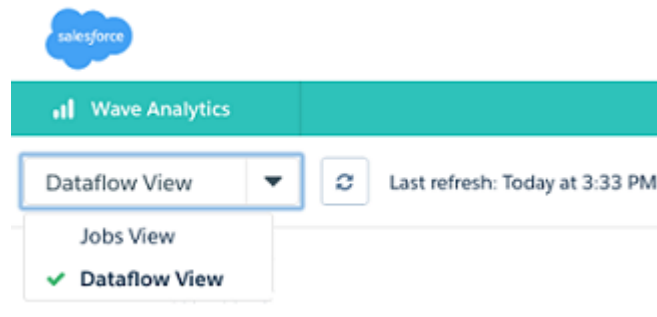 salesforce
Wave Analytics
Dataflow View
Last refresh: Today at 3:33 PM
Jobs View
Dataflow View